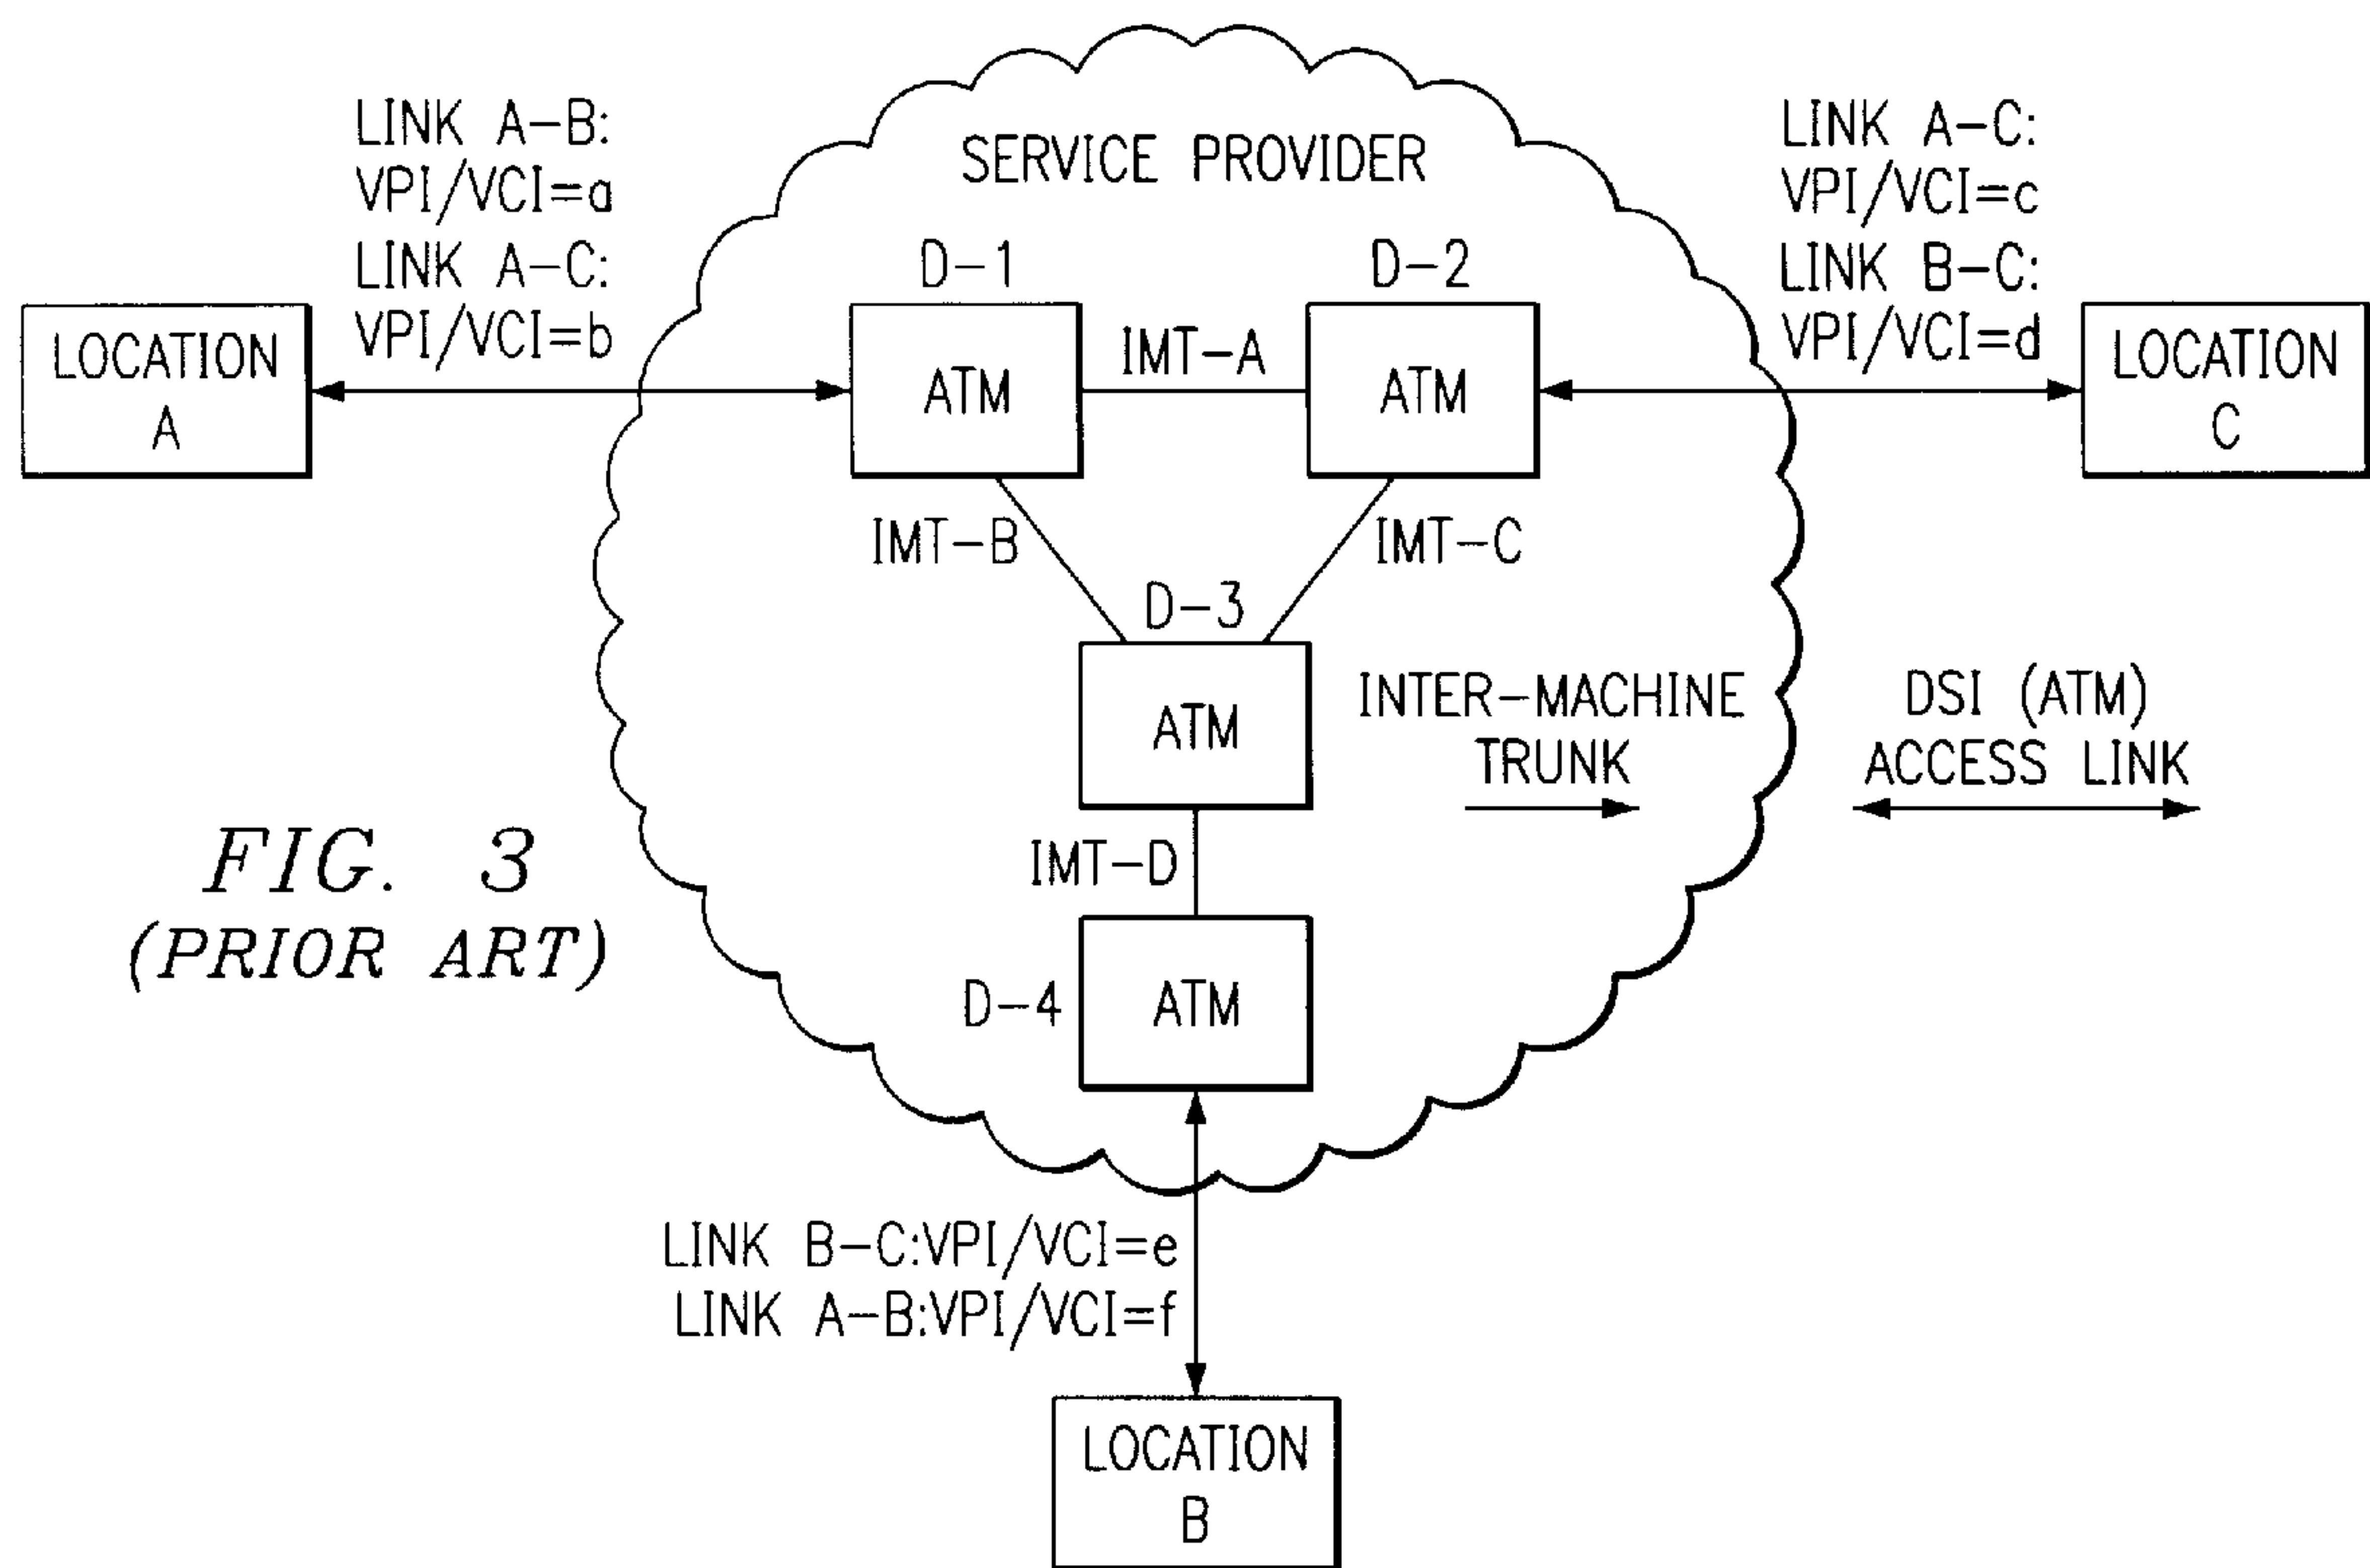 SERVICE PROVIDER
LINK A-B:
VPI/VCI=a
LINK A-C:
VPI/VCI=b
LINK A-C:
VPI/VCI=c
LINK B-C:
VPI/VCI=d
LOCATION
A
D-1
ATM
IMT-A
D-2
ATM
LOCATION
C
IMT-B
IMT-C
D-3
ATM
INTER-MACHINE
TRUNK
DSI (ATM)
ACCESS LINK
IMT-D
D-4
ATM
FIG. 3
(PRIOR ART)
LINK B-C:VPI/VCI=e
LINK A-B:VPI/VCI=f
LOCATION
B